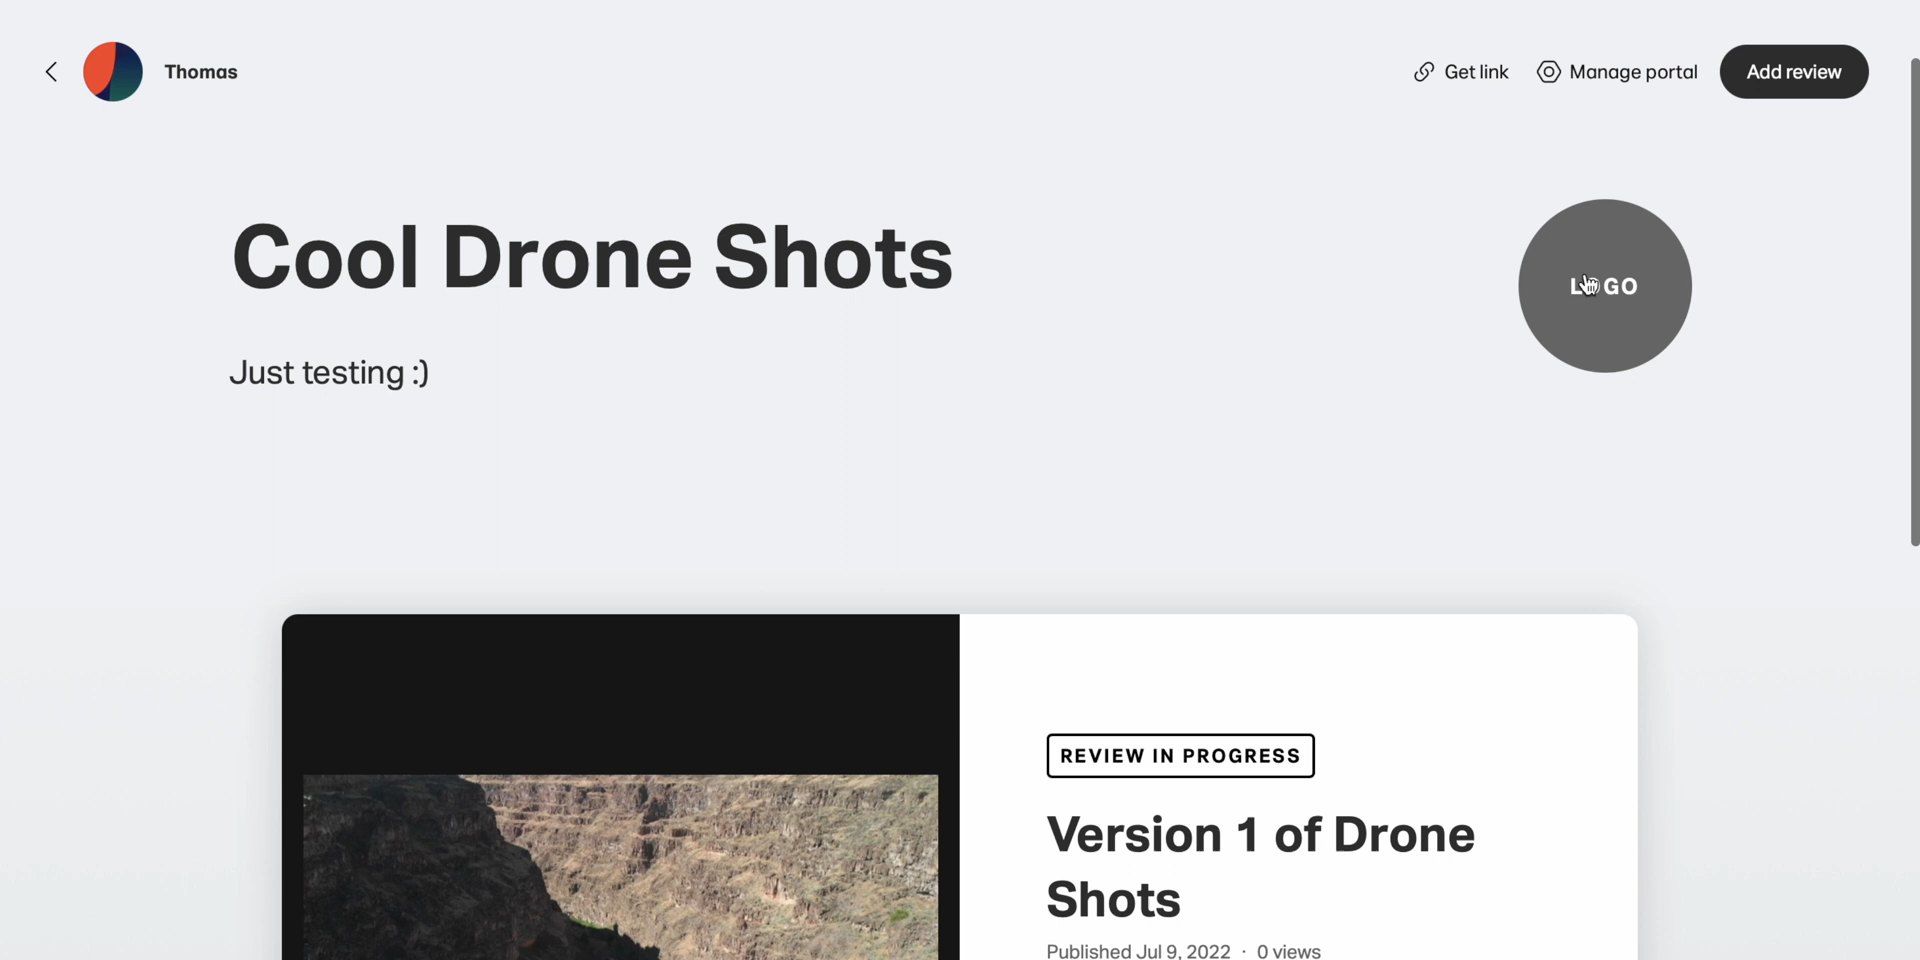 Thomas
Get link
Manage portal
Add review
Cool Drone Shots
LOGO
Just testing :)
REVIEW IN PROGRESS
Version 1 of Drone
Shots
Published Jul 9, 2022 · 0 views